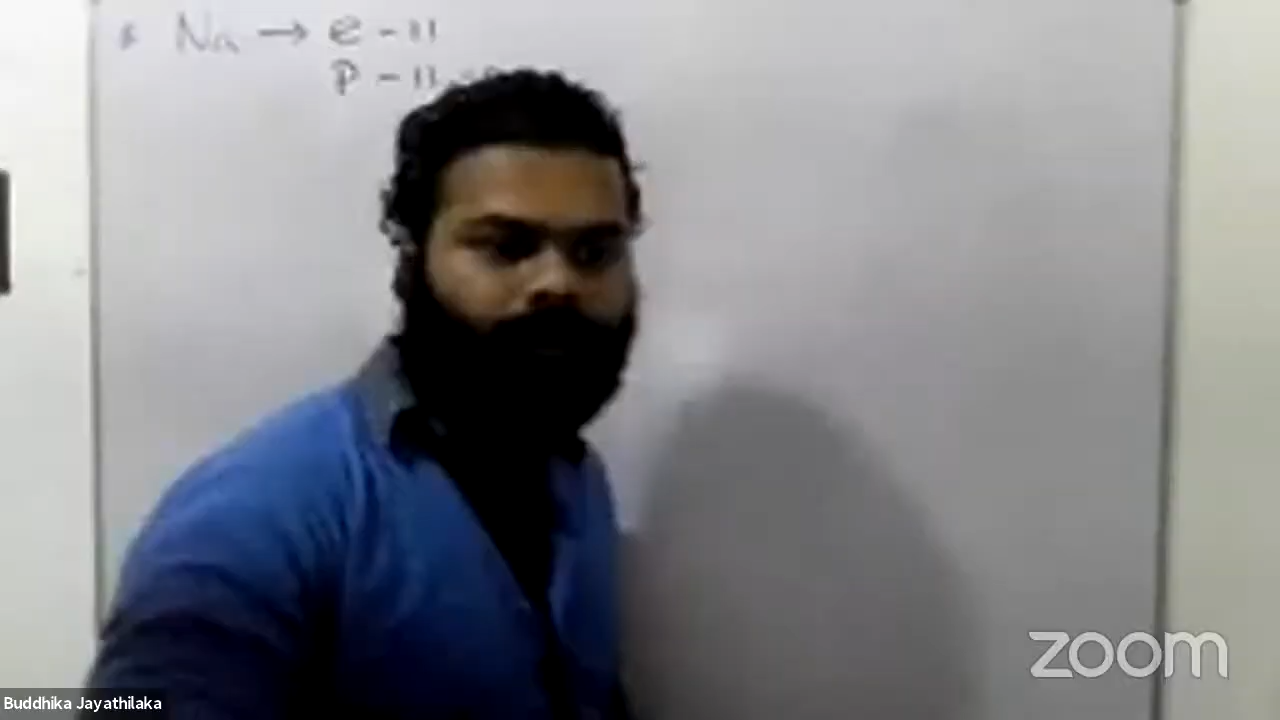 * Na → e - 11
P - 11
zoom
Buddhika Jayathilaka